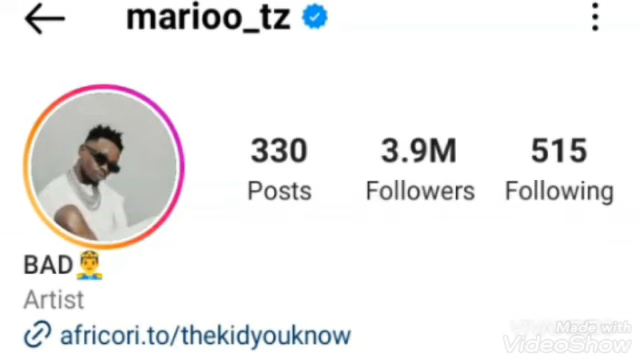 marioo_tz
330 3.9M 515
Posts Followers Following
BAD
Artist
africori.to/thekidyouknow
Made with
VideoShow